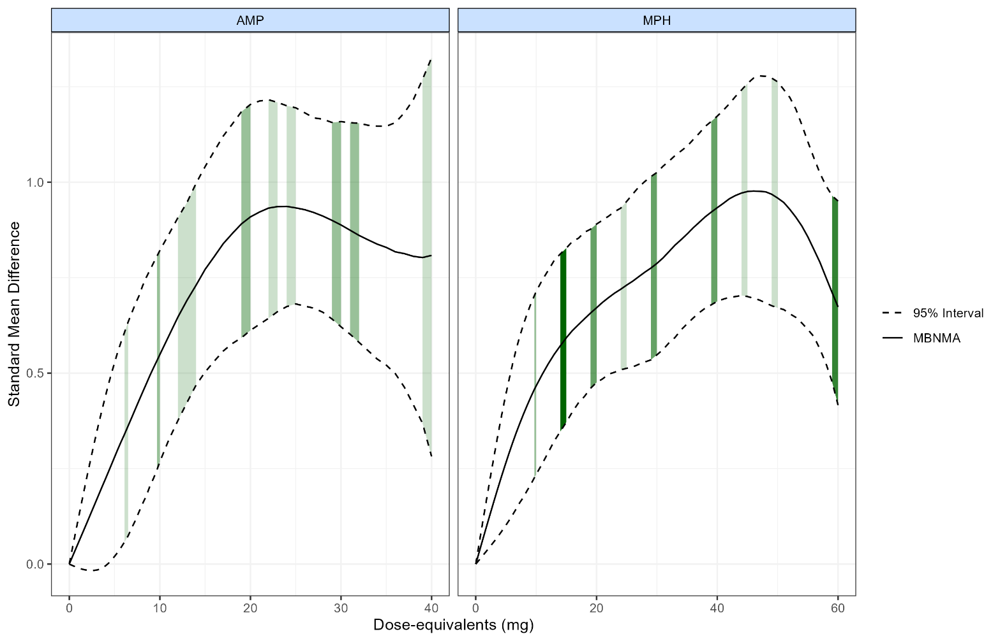 AMP
MPH
Standard Mean Difference
1.0
0.5
0.0
0 10 20 30 40
0 20 40 60
Dose-equivalents (mg)
95% Interval
MBNMA